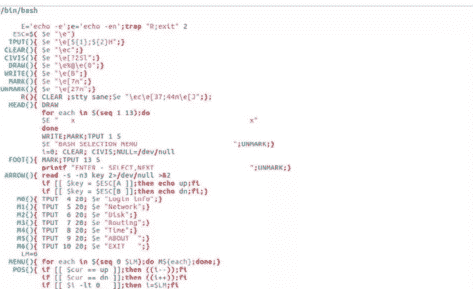 /bin/bash
E='echo -e';e='echo -en';trap "R;exit" 2
ESC=$( $e "\e")
TPUT(){ $e "\e[${1};${2}H";}
CLEAR(){ $e "\ec";}
CIVIS(){ $e "\e[?25l";}
DRAW(){ $e "\e%@\e(0";}
WRITE(){ $e "\e(B";}
MARK(){ $e "\e[7m";}
UNMARK(){ $e "\e[27m";}
R(){ CLEAR ;stty sane;$e "\ec\e[37;44m\e[J";};
HEAD(){ DRAW
for each in $(seq 1 13);do
$E " x x"
done
WRITE;MARK;TPUT 1 5
$E "BASH SELECTION MENU ";UNMARK;}
i=0; CLEAR; CIVIS;NULL=/dev/null
FOOT(){ MARK;TPUT 13 5
printf "ENTER - SELECT,NEXT ";UNMARK;}
ARROW(){ read -s -n3 key 2>/dev/null >&2
if [[ $key = $ESC[A ]];then echo up;fi
if [[ $key = $ESC[B ]];then echo dn;fi;}
M0(){ TPUT 4 20; $e "Login info";}
M1(){ TPUT 5 20; $e "Network";}
M2(){ TPUT 6 20; $e "Disk";}
M3(){ TPUT 7 20; $e "Routing";}
M4(){ TPUT 8 20; $e "Time";}
M5(){ TPUT 9 20; $e "ABOUT ";}
M6(){ TPUT 10 20; $e "EXIT ";}
LM=6
MENU(){ for each in $(seq 0 $LM);do M${each};done;}
POS(){ if [[ $cur == up ]];then ((i--));fi
if [[ $cur == dn ]];then ((i++));fi
if [[ $i -lt 0 ]];then i=$LM;fi